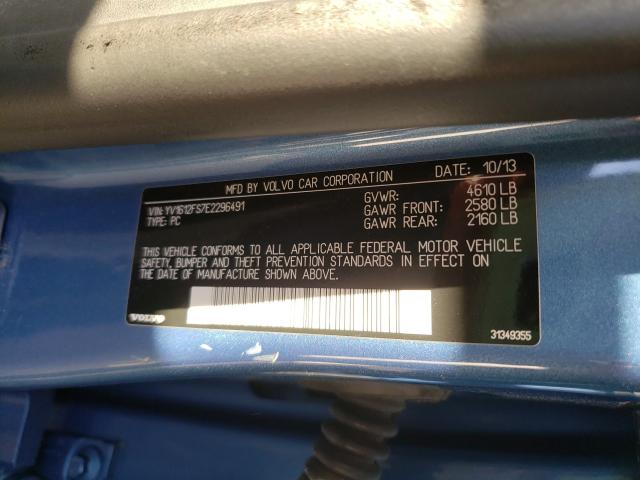 MFD BY VOLVO CAR CORPORATION DATE: 10/13
VIN: YV1612FS7E2296491
TYPE: PC
GVWR: 4610 LB
GAWR FRONT: 2580 LB
GAWR REAR: 2160 LB
THIS VEHICLE CONFORMS TO ALL APPLICABLE FEDERAL MOTOR VEHICLE
SAFETY, BUMPER AND THEFT PREVENTION STANDARDS IN EFFECT ON
THE DATE OF MANUFACTURE SHOWN ABOVE.
VOLVO
31349355